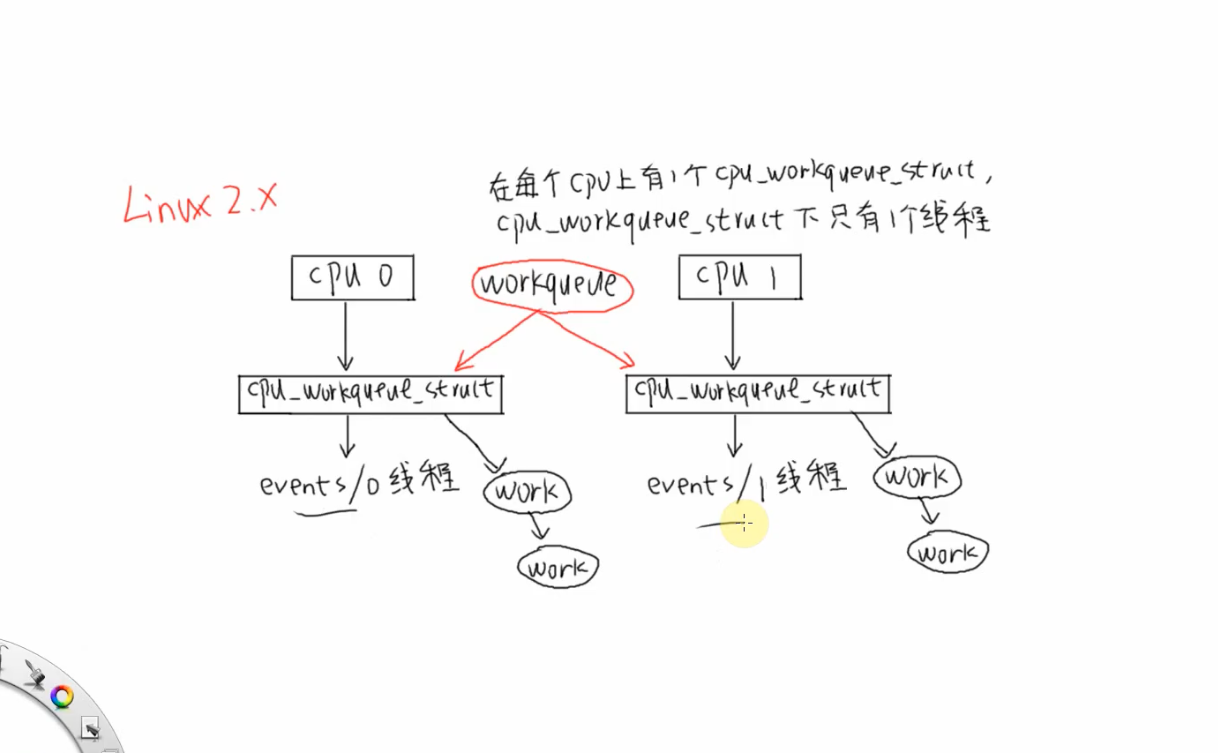 Linux 2.x
在每个CPU上有1个cpu_workqueue_struct,
cpu_workqueue_struct下只有1个线程
cpu 0
workqueue
cpu 1
cpu_workqueue_struct
cpu_workqueue_struct
events/0线程
work
events/1线程
work
work
work